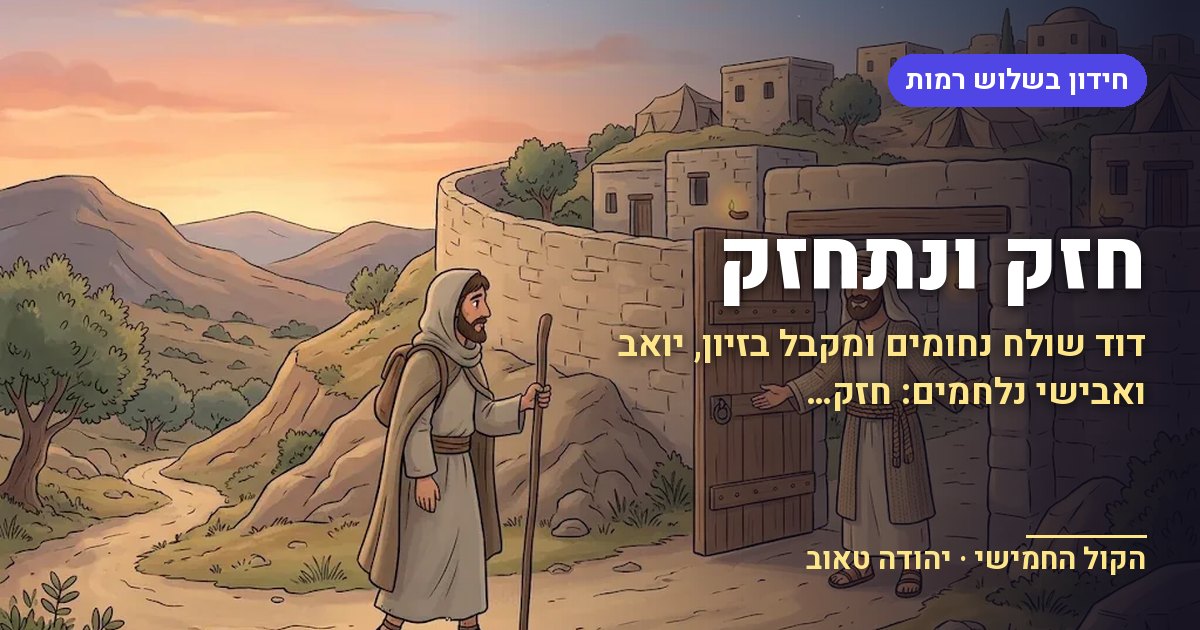 חידון בשלוש רמות
חזק ונתחזק
דוד שולח נחומים ומקבל בזיון, יואב
ואבישי נלחמים: חזק...
הקול החמישי · יהודה טאוב